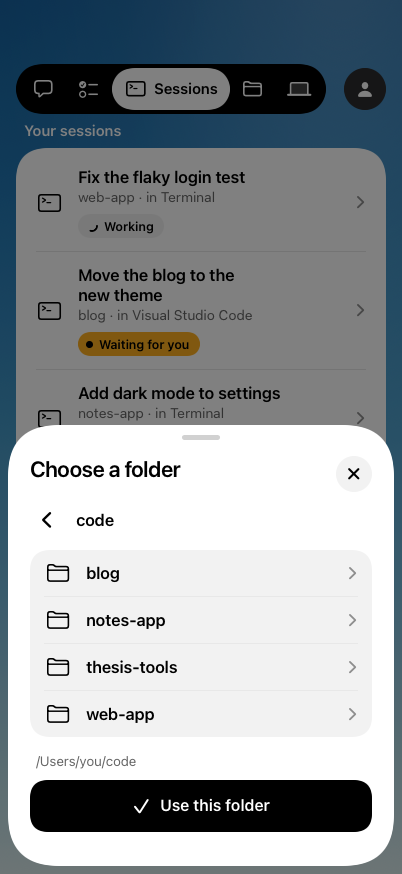 Sessions
Your sessions
Fix the flaky login test
web-app · in Terminal
Working
Move the blog to the
new theme
blog · in Visual Studio Code
Waiting for you
Add dark mode to settings
notes-app · in Terminal
Choose a folder
code
blog
notes-app
thesis-tools
web-app
/Users/you/code
Use this folder